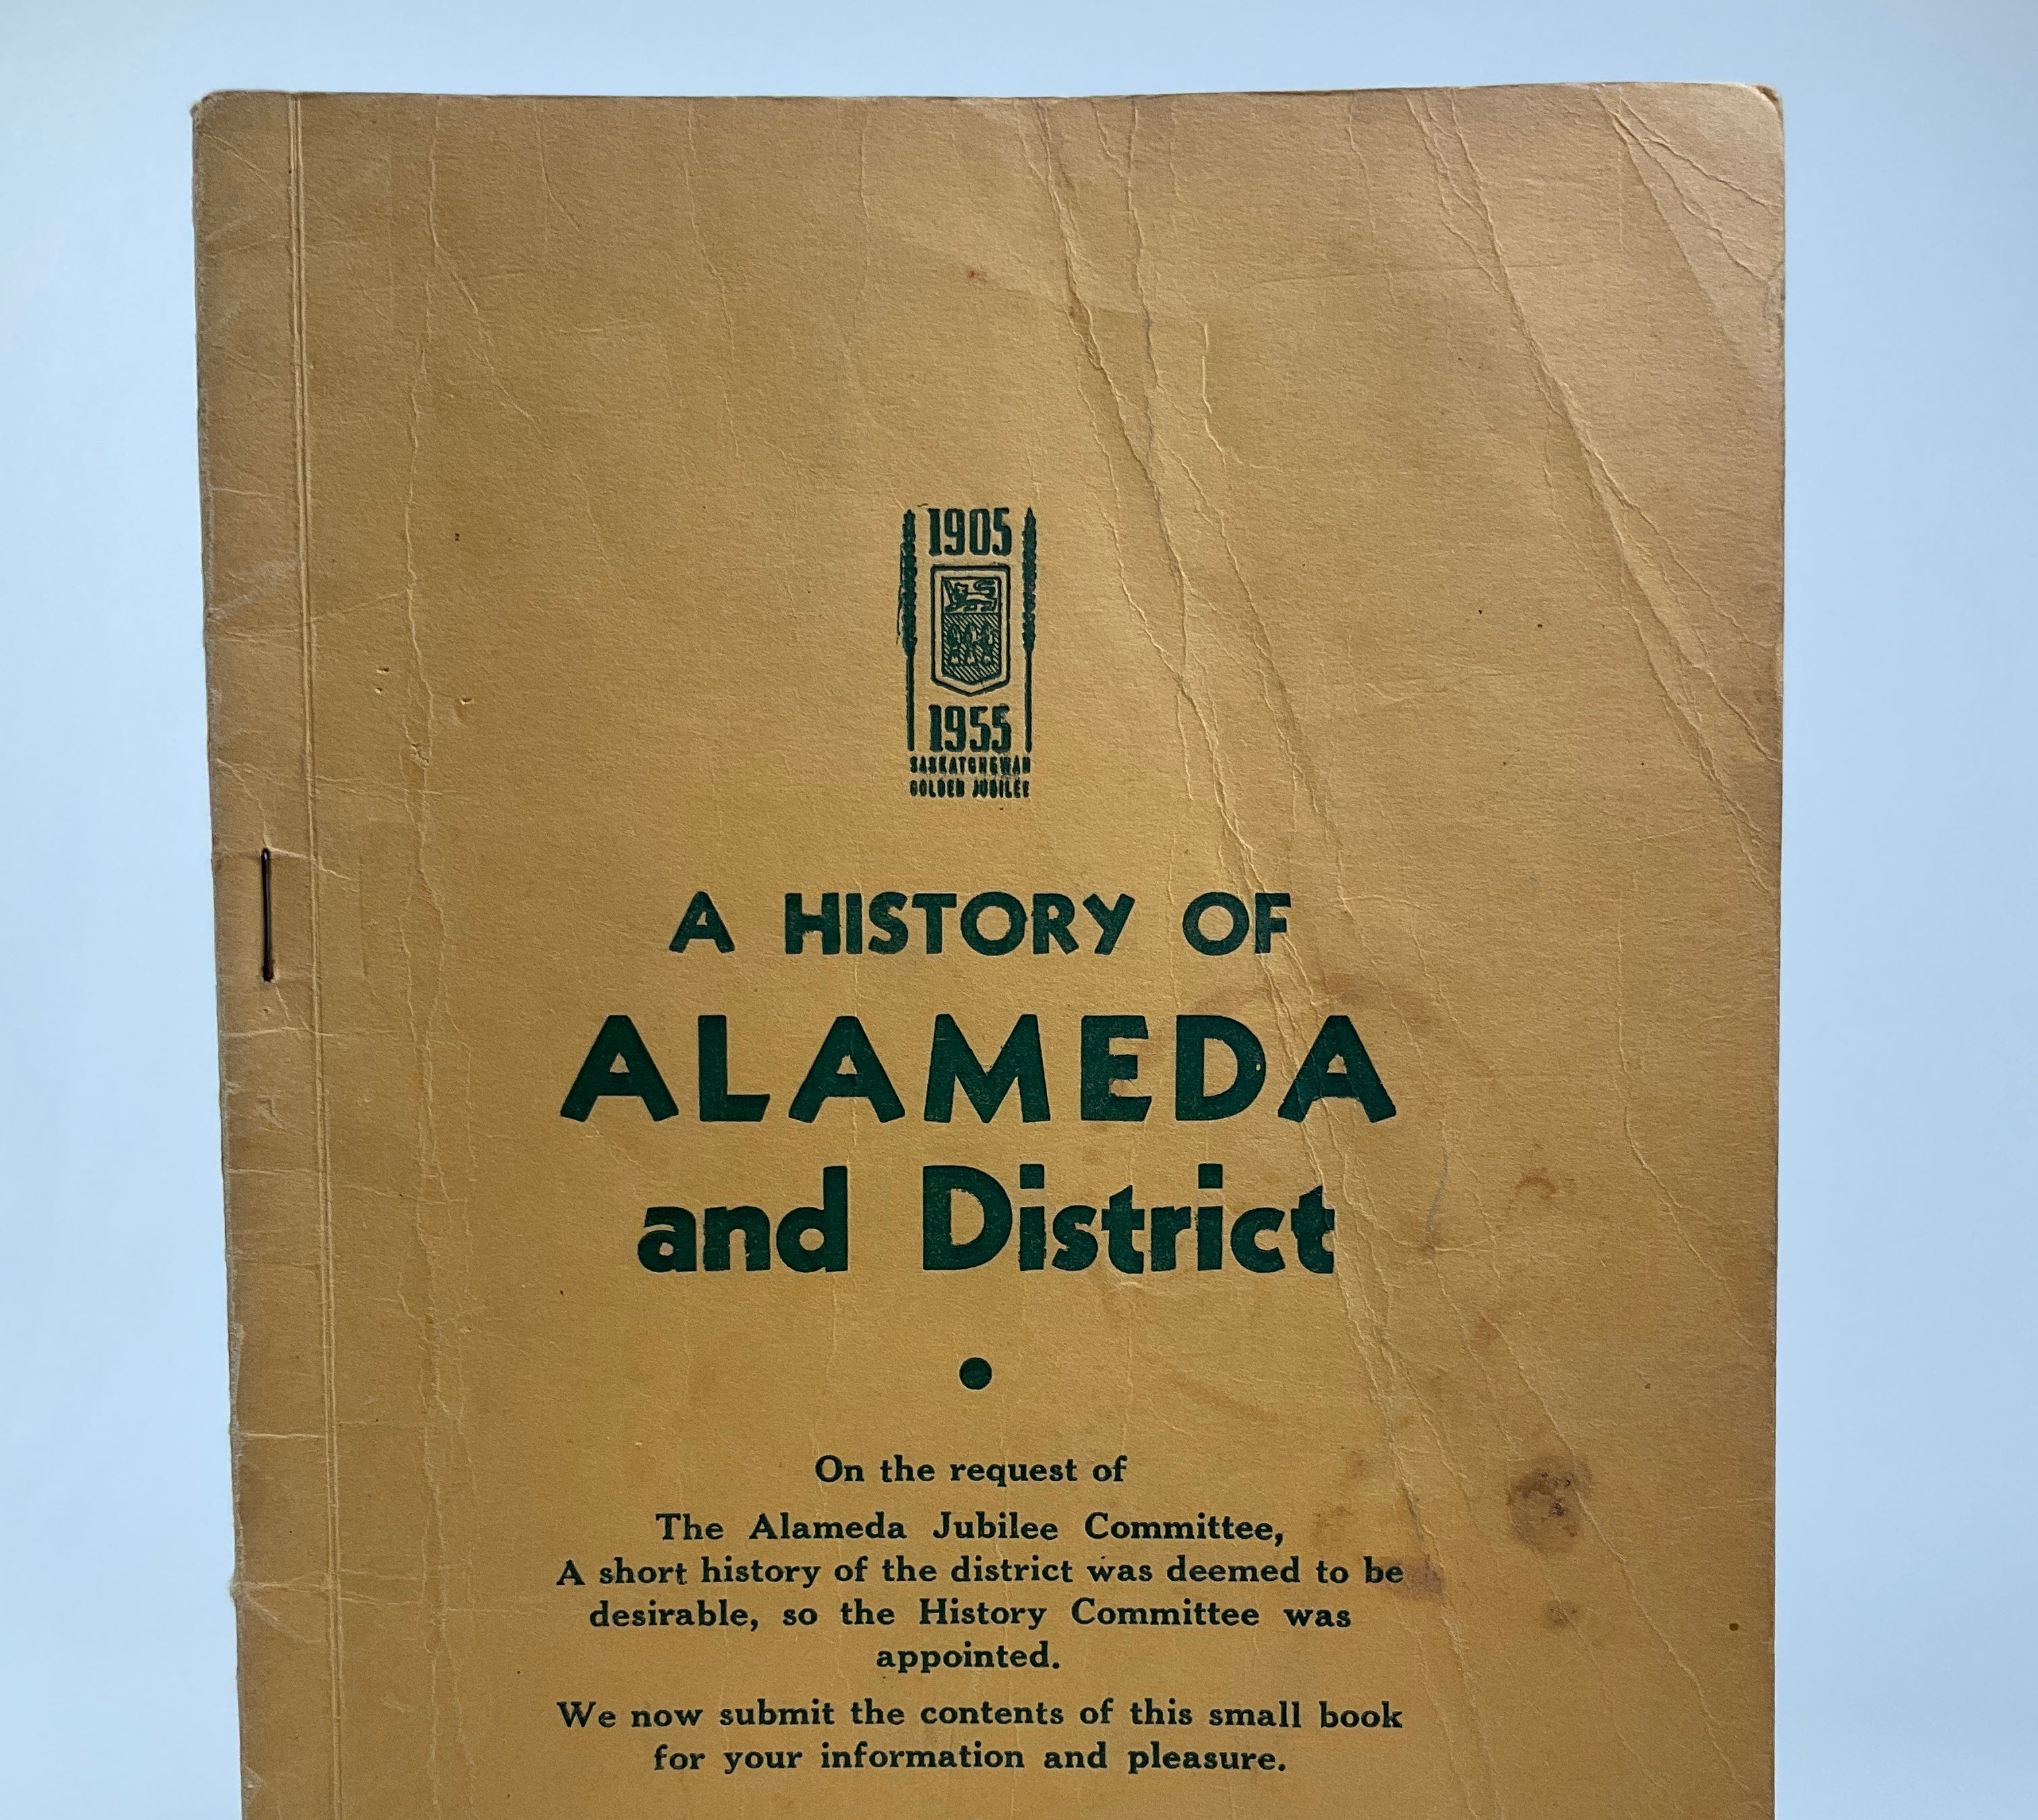 1905
1955
SASKATCHEWAN
GOLDEN JUBILEE
A HISTORY OF
ALAMEDA
and District
On the request of
The Alameda Jubilee Committee,
A short history of the district was deemed to be
desirable, so the History Committee was
appointed.
We now submit the contents of this small book
for your information and pleasure.